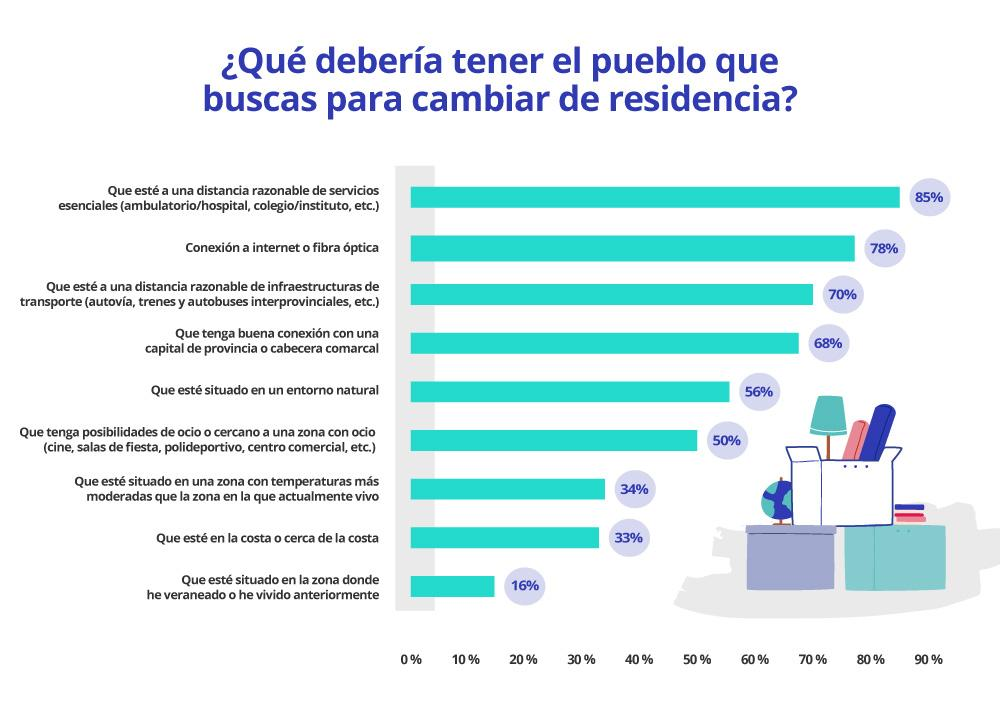 ¿Qué debería tener el pueblo que
buscas para cambiar de residencia?
Que esté a una distancia razonable de servicios
esenciales (ambulatorio/hospital, colegio/instituto, etc.)
85%
Conexión a internet o fibra óptica
78%
Que esté a una distancia razonable de infraestructuras de
transporte (autovía, trenes y autobuses interprovinciales, etc.)
70%
Que tenga buena conexión con una
capital de provincia o cabecera comarcal
68%
Que esté situado en un entorno natural
56%
Que tenga posibilidades de ocio o cercano a una zona con ocio
(cine, salas de fiesta, polideportivo, centro comercial, etc.)
50%
Que esté situado en una zona con temperaturas más
moderadas que la zona en la que actualmente vivo
34%
Que esté en la costa o cerca de la costa
33%
Que esté situado en la zona donde
he veraneado o he vivido anteriormente
16%
0 % 10 % 20 % 30 % 40 % 50 % 60 % 70 % 80 % 90 %